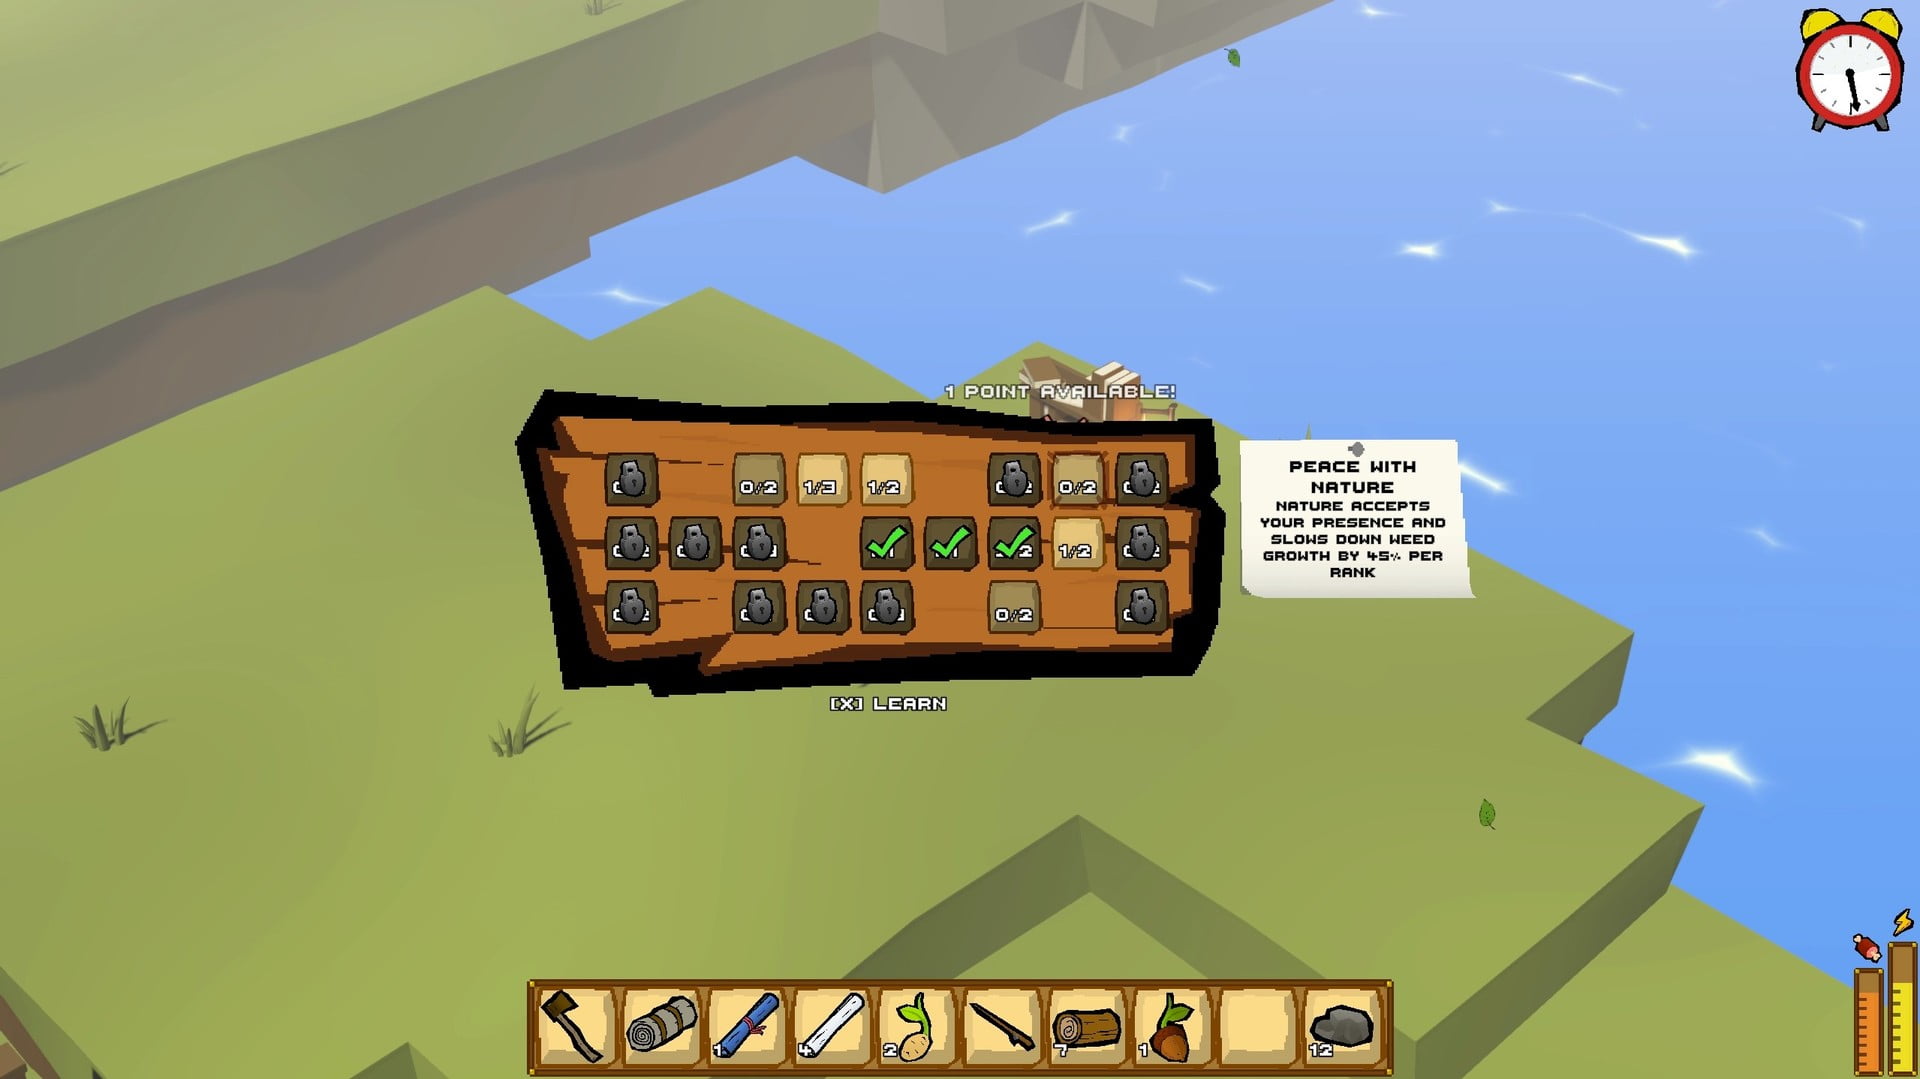 1 POINT AVAILABLE!
0/2 1/3 1/2 0/2
1/2
0/2
PEACE WITH
NATURE
NATURE ACCEPTS
YOUR PRESENCE AND
SLOWS DOWN WEED
GROWTH BY 45% PER
RANK
[X] LEARN
1 4 2 7 1 12